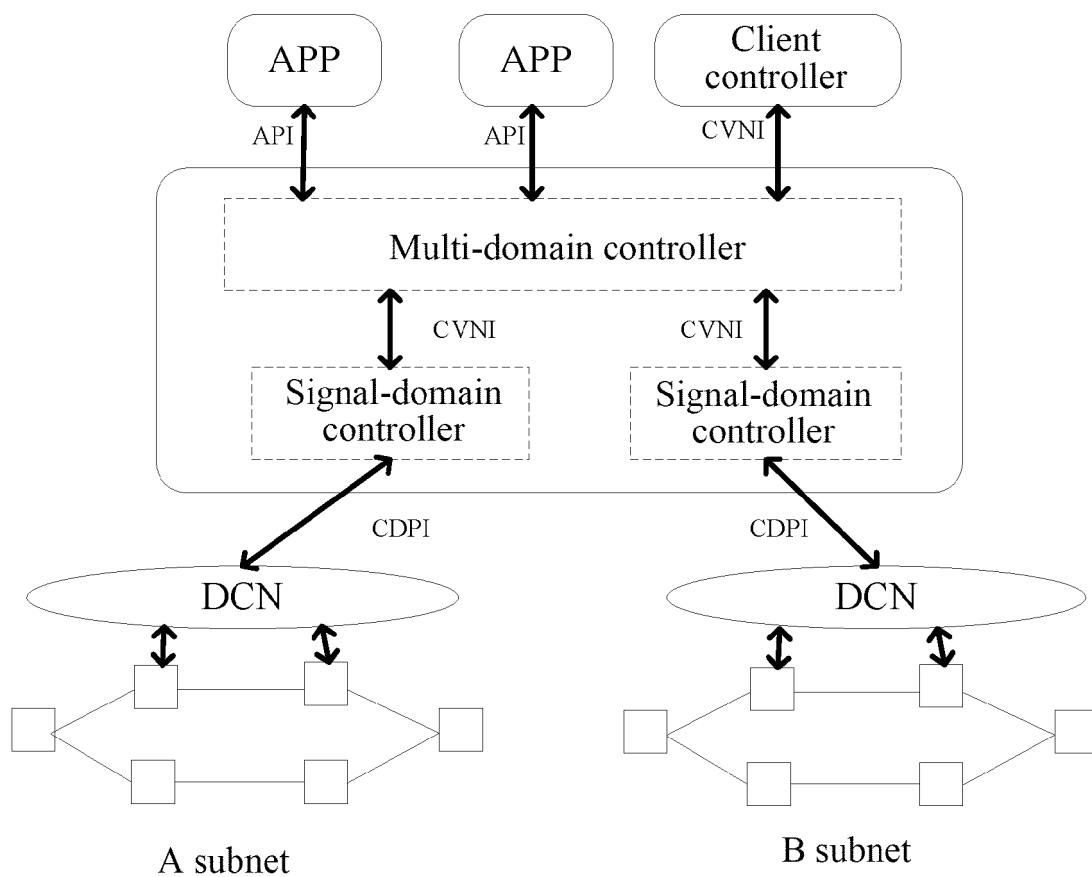 APP
APP
Client
controller
API
API
CVNI
Multi-domain controller
CVNI
CVNI
Signal-domain
controller
Signal-domain
controller
CDPI
CDPI
DCN
DCN
A subnet
B subnet